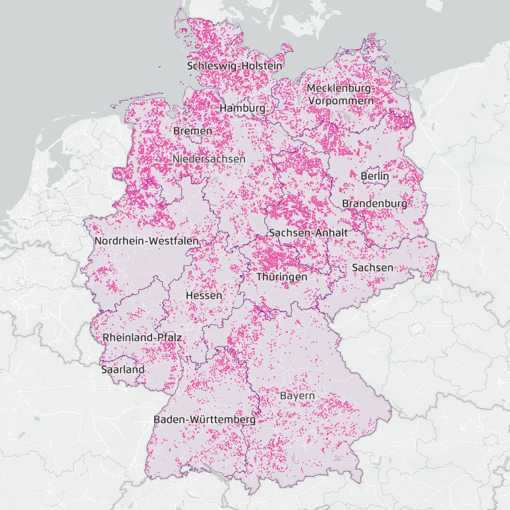 Schleswig-Holstein
Mecklenburg-
Vorpommern
Hamburg
Bremen
Niedersachsen
Berlin
Brandenburg
Sachsen-Anhalt
Nordrhein-Westfalen
Sachsen
Thüringen
Hessen
Rheinland-Pfalz
Saarland
Bayern
Baden-Württemberg